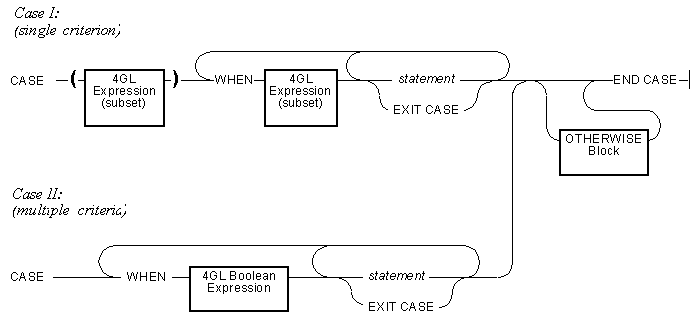 Case I:
(single criterion)
CASE ( 4GL Expression (subset) ) WHEN 4GL Expression (subset) statement END CASE
EXIT CASE
OTHERWISE Block
Case II:
(multiple criteria)
CASE WHEN 4GL Boolean Expression statement
EXIT CASE